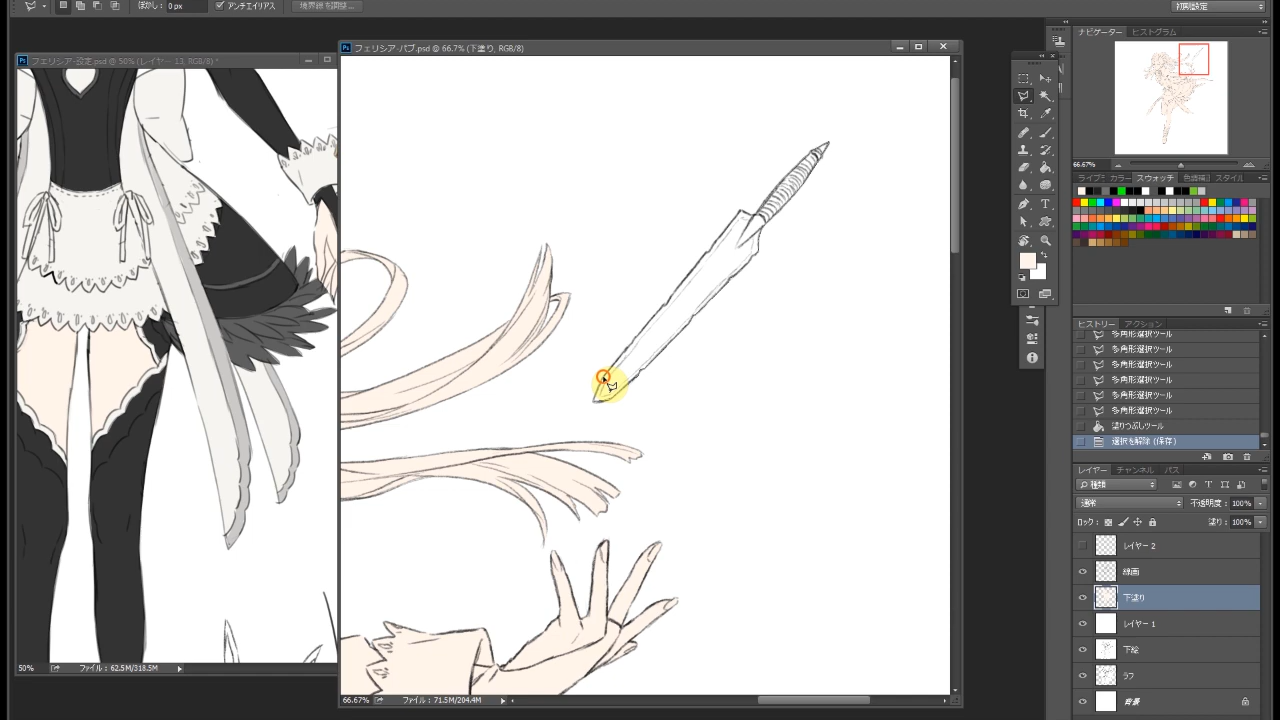 ぼかし： 0 px アンチエイリアス 境界線を調整... 初期設定
フェリシア-設定.psd @ 50% (レイヤー 13, RGB/8) *
フェリシア-パブ.psd @ 66.7% (下塗り, RGB/8)
ナビゲーター ヒストグラム
66.67%
ライブラ カラー スウォッチ 色調補 スタイル
ヒストリー アクション
多角形選択ツール
多角形選択ツール
多角形選択ツール
多角形選択ツール
多角形選択ツール
多角形選択ツール
塗りつぶしツール
選択を解除 (保存)
レイヤー チャンネル パス
種類
通常 不透明度： 100%
ロック： 塗り： 100%
レイヤー 2
線画
下塗り
レイヤー 1
下絵
ラフ
背景
50% ファイル：62.5M/318.5M
66.67% ファイル：71.5M/204.4M